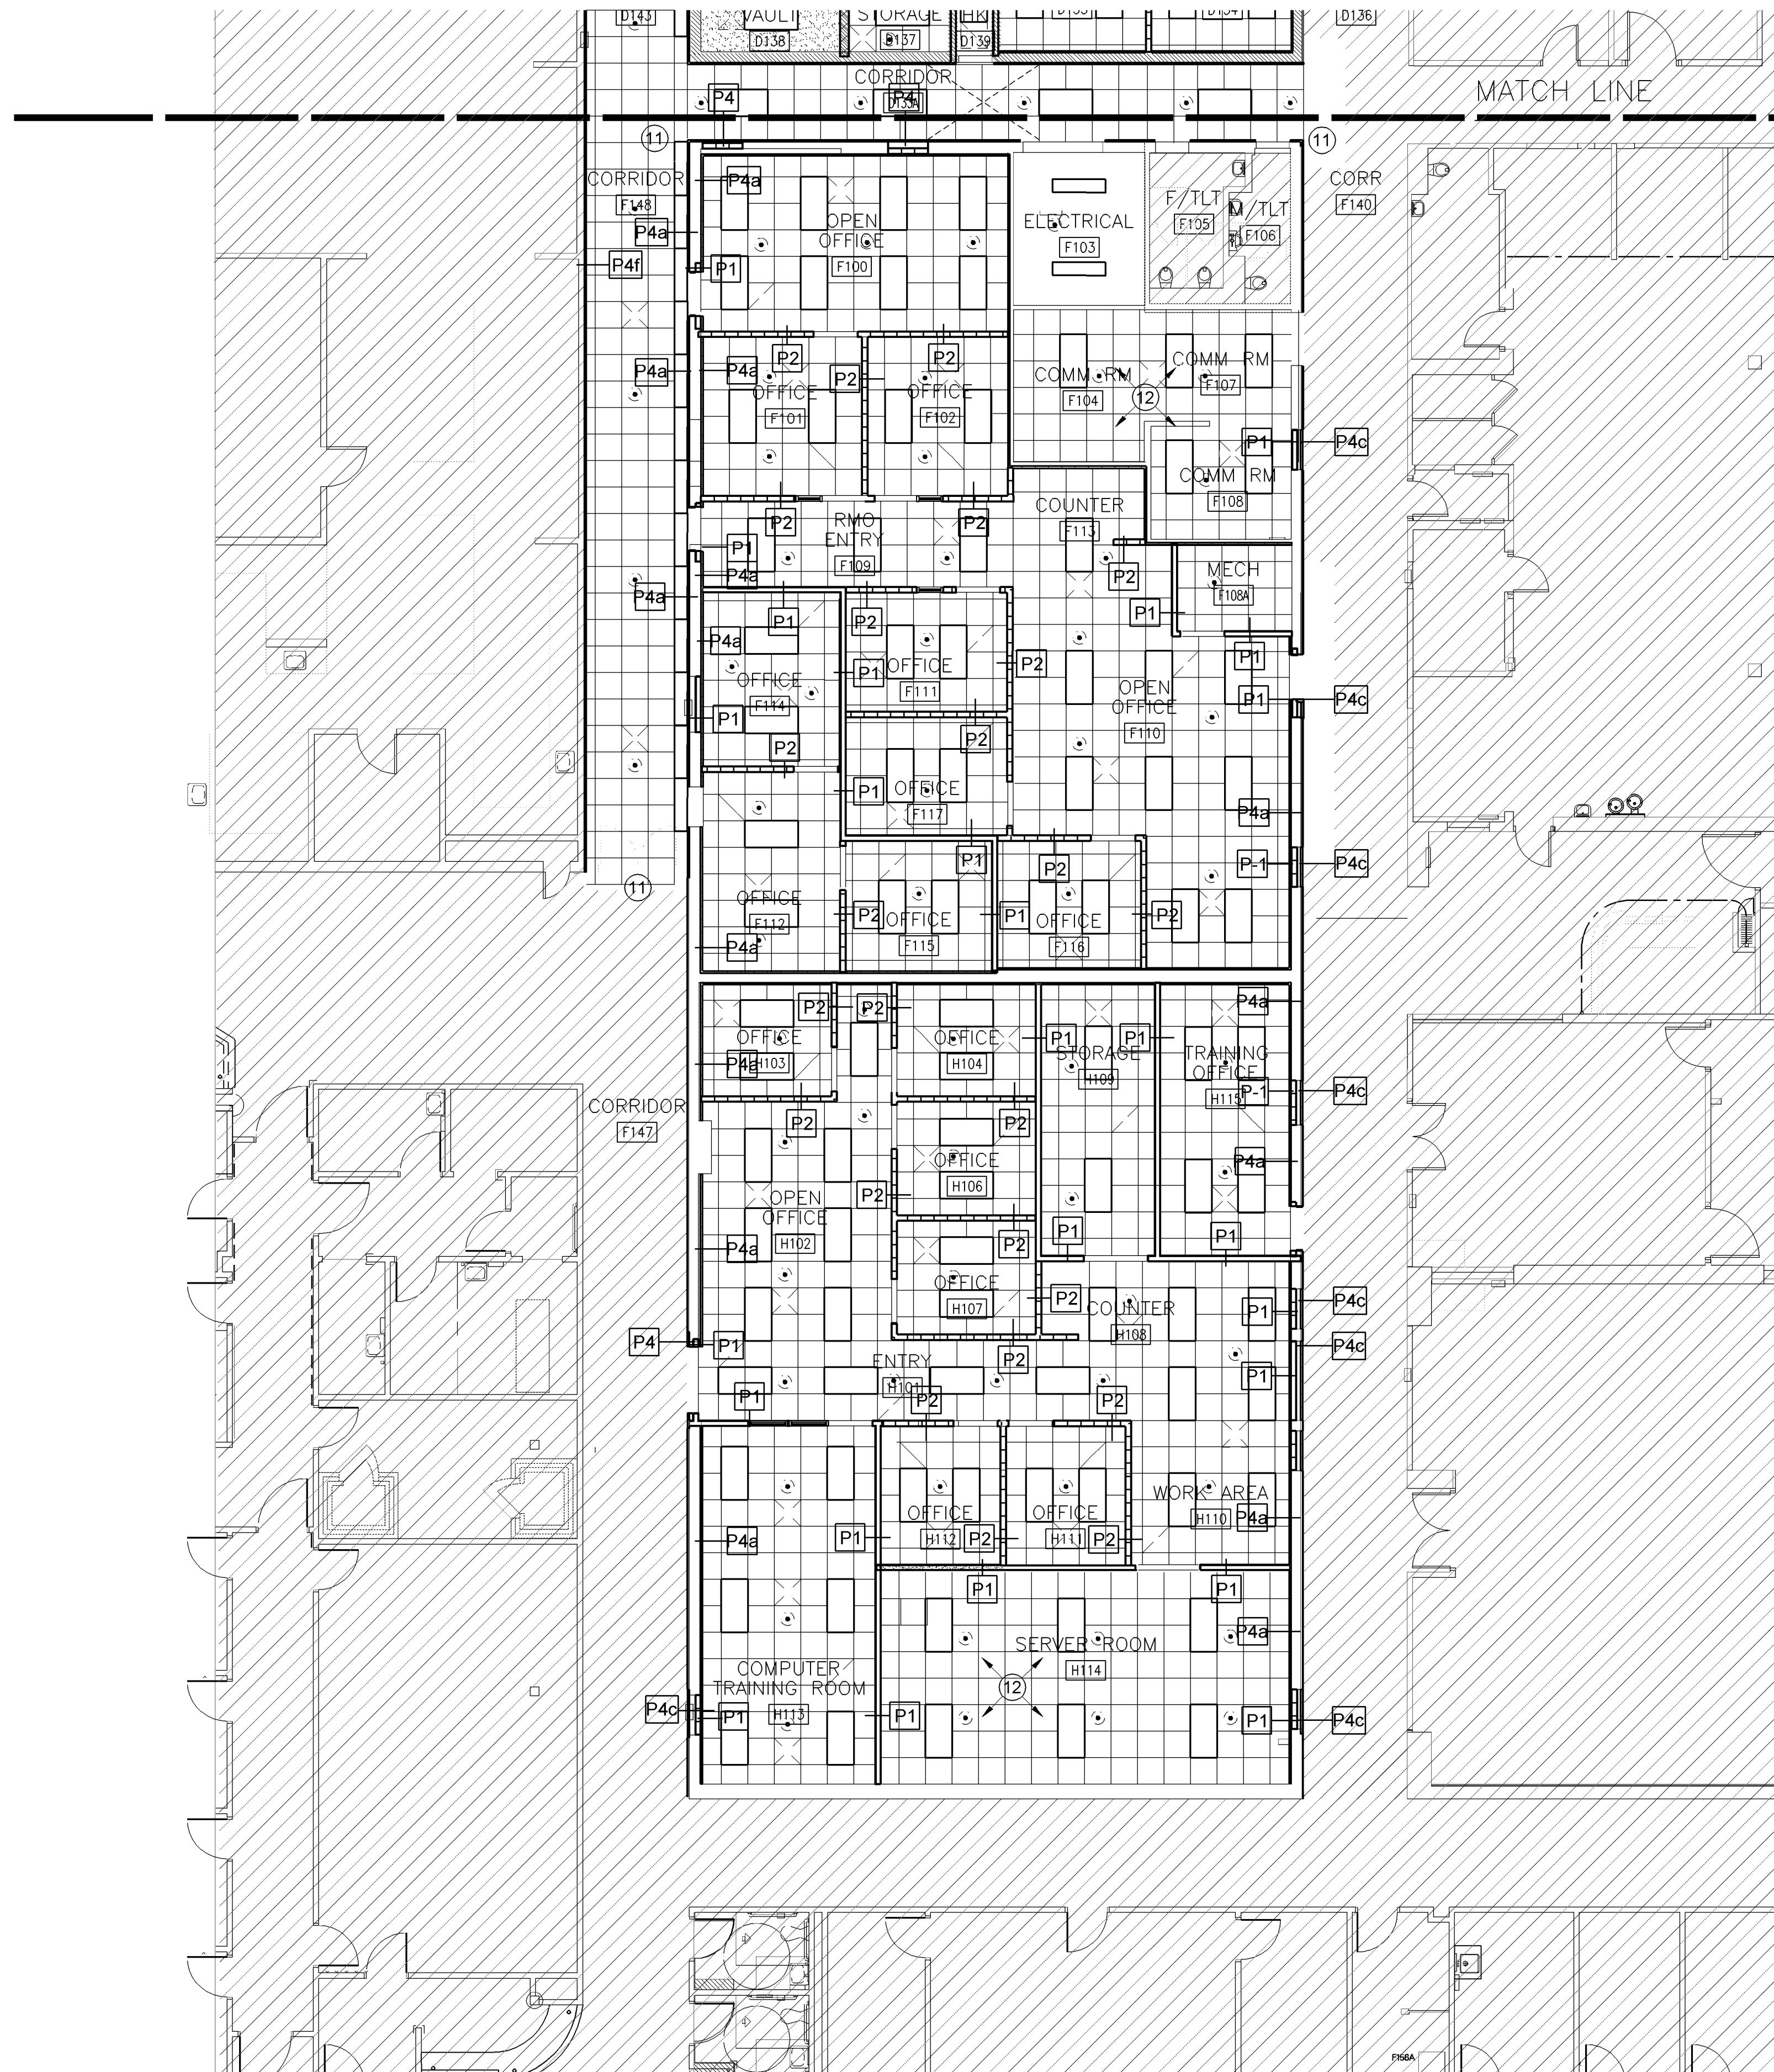 D143
VAULT
D138
STORAGE
D137
HK
D139
D135
D134
D136
CORRIDOR
D133A
P4
P4
MATCH LINE
11
11
CORRIDOR
F148
P4a
P4a
P4f
P1
OPEN
OFFICE
F100
ELECTRICAL
F103
F/TLT
F105
M/TLT
F106
CORR
F140
P4a
P4a
P2
P2
P2
OFFICE
F101
OFFICE
F102
COMM RM
F104
12
COMM RM
F107
P1
P4c
COMM RM
F108
P2
P2
RMO
ENTRY
F109
COUNTER
F113
P2
MECH
F108A
P1
P1
P4a
P4a
P1
P2
P1
P4a
OFFICE
F114
P1
OFFICE
F111
P2
OPEN
OFFICE
F110
P1
P4c
P1
P2
P2
P1
OFFICE
F117
P4a
P-1
P4c
11
OFFICE
F112
P4a
P2
P1
OFFICE
F115
P1
P2
OFFICE
F116
P2
P2
P2
OFFICE
H103
P4a
OFFICE
H104
P1
P1
STORAGE
H109
TRAINING
OFFICE
H115
P4a
P-1
P4c
P4a
CORRIDOR
F147
P2
P2
OFFICE
H106
P2
OPEN
OFFICE
H102
P4a
P2
OFFICE
H107
P2
P1
P1
COUNTER
H108
P1
P4c
P4c
P1
P4
P1
ENTRY
H101
P2
P1
P2
P2
WORK AREA
H110
P4a
OFFICE
H112
P2
OFFICE
H111
P2
P4a
P1
P1
P1
P4a
SERVER ROOM
H114
12
COMPUTER
TRAINING ROOM
H113
P4c
P1
P1
P1
P4c
F158A